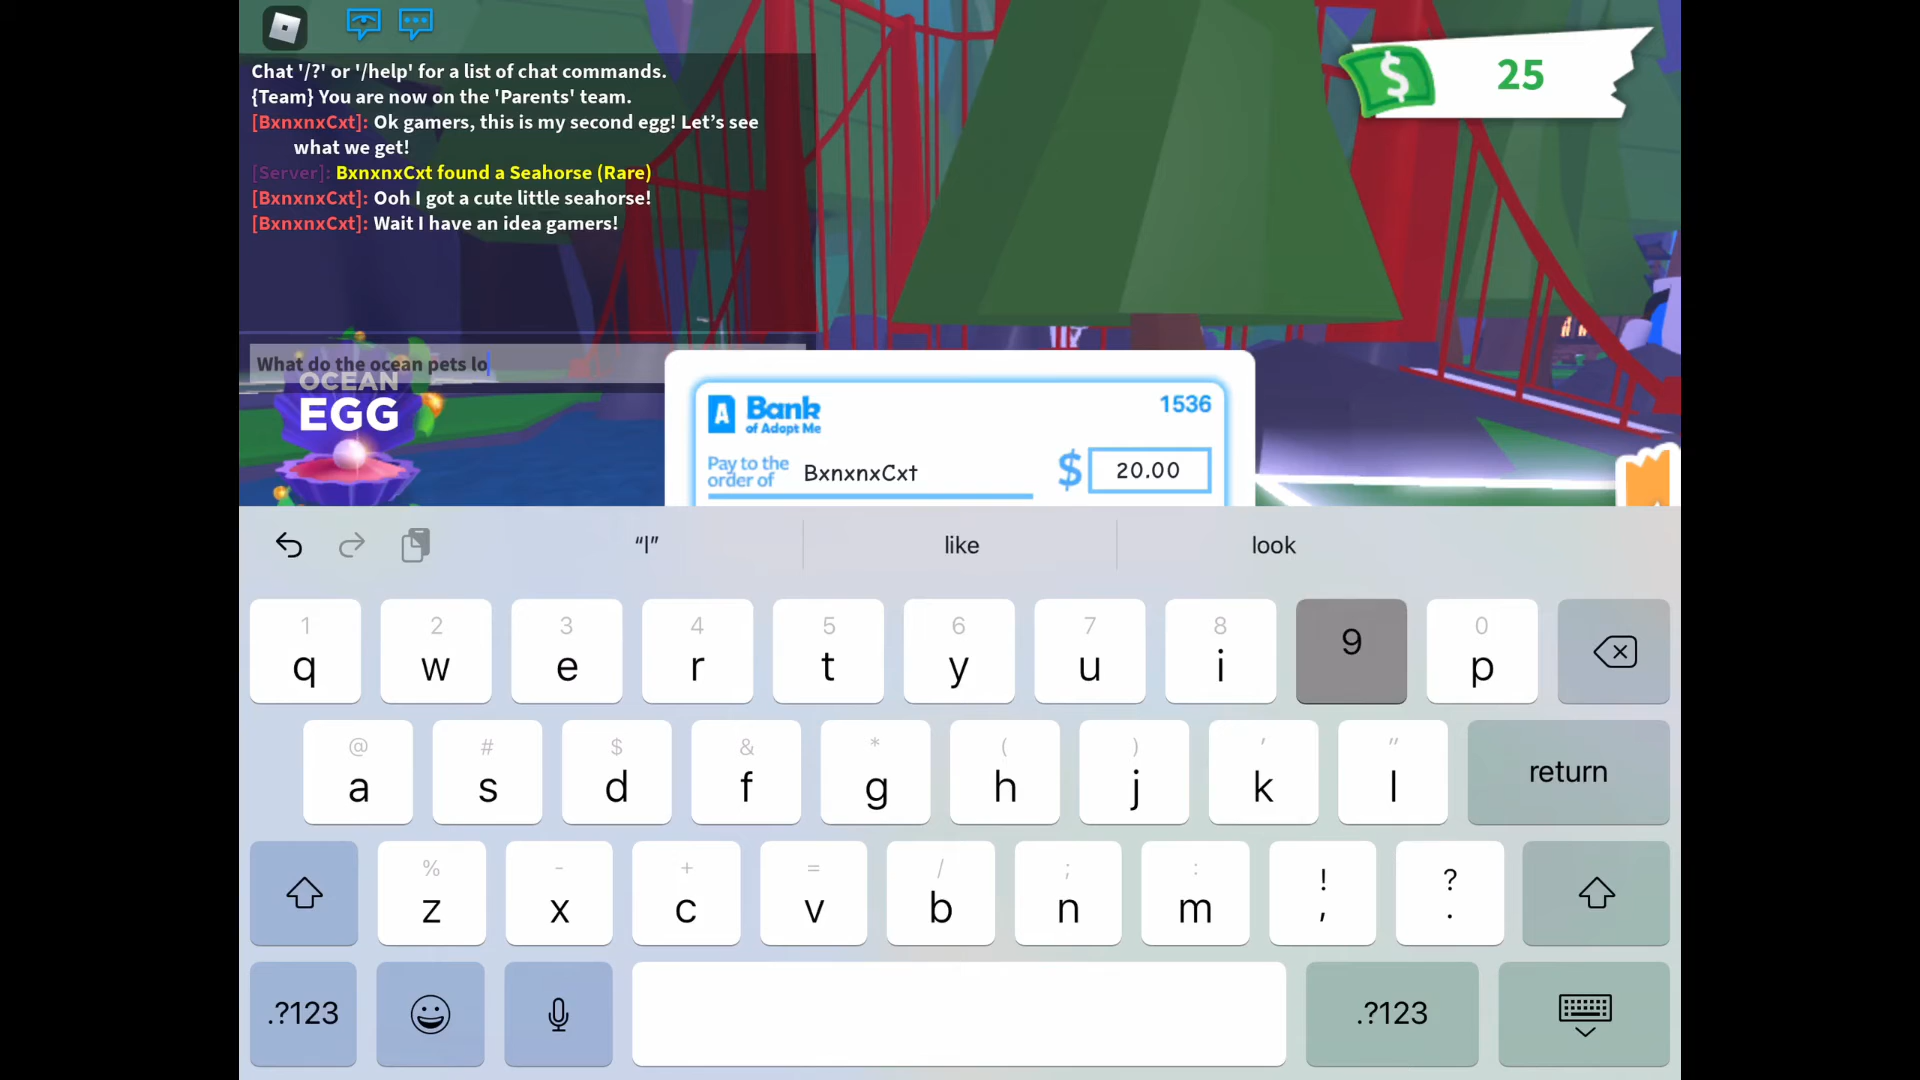 Chat '/?' or '/help' for a list of chat commands.
{Team} You are now on the 'Parents' team.
[BxnxnxCxt]: Ok gamers, this is my second egg! Let's see
what we get!
[Server]: BxnxnxCxt found a Seahorse (Rare)
[BxnxnxCxt]: Ooh I got a cute little seahorse!
[BxnxnxCxt]: Wait I have an idea gamers!
25
What do the ocean pets lo
OCEAN
EGG
A Bank
of Adopt Me
1536
Pay to the
order of
BxnxnxCxt
$ 20.00
“l” like look
1 2 3 4 5 6 7 8 9 0
q w e r t y u i p
@ # $ & * ( ) ' "
a s d f g h j k l return
% - + = / ; : ! ?
z x c v b n m , .
.?123 .?123